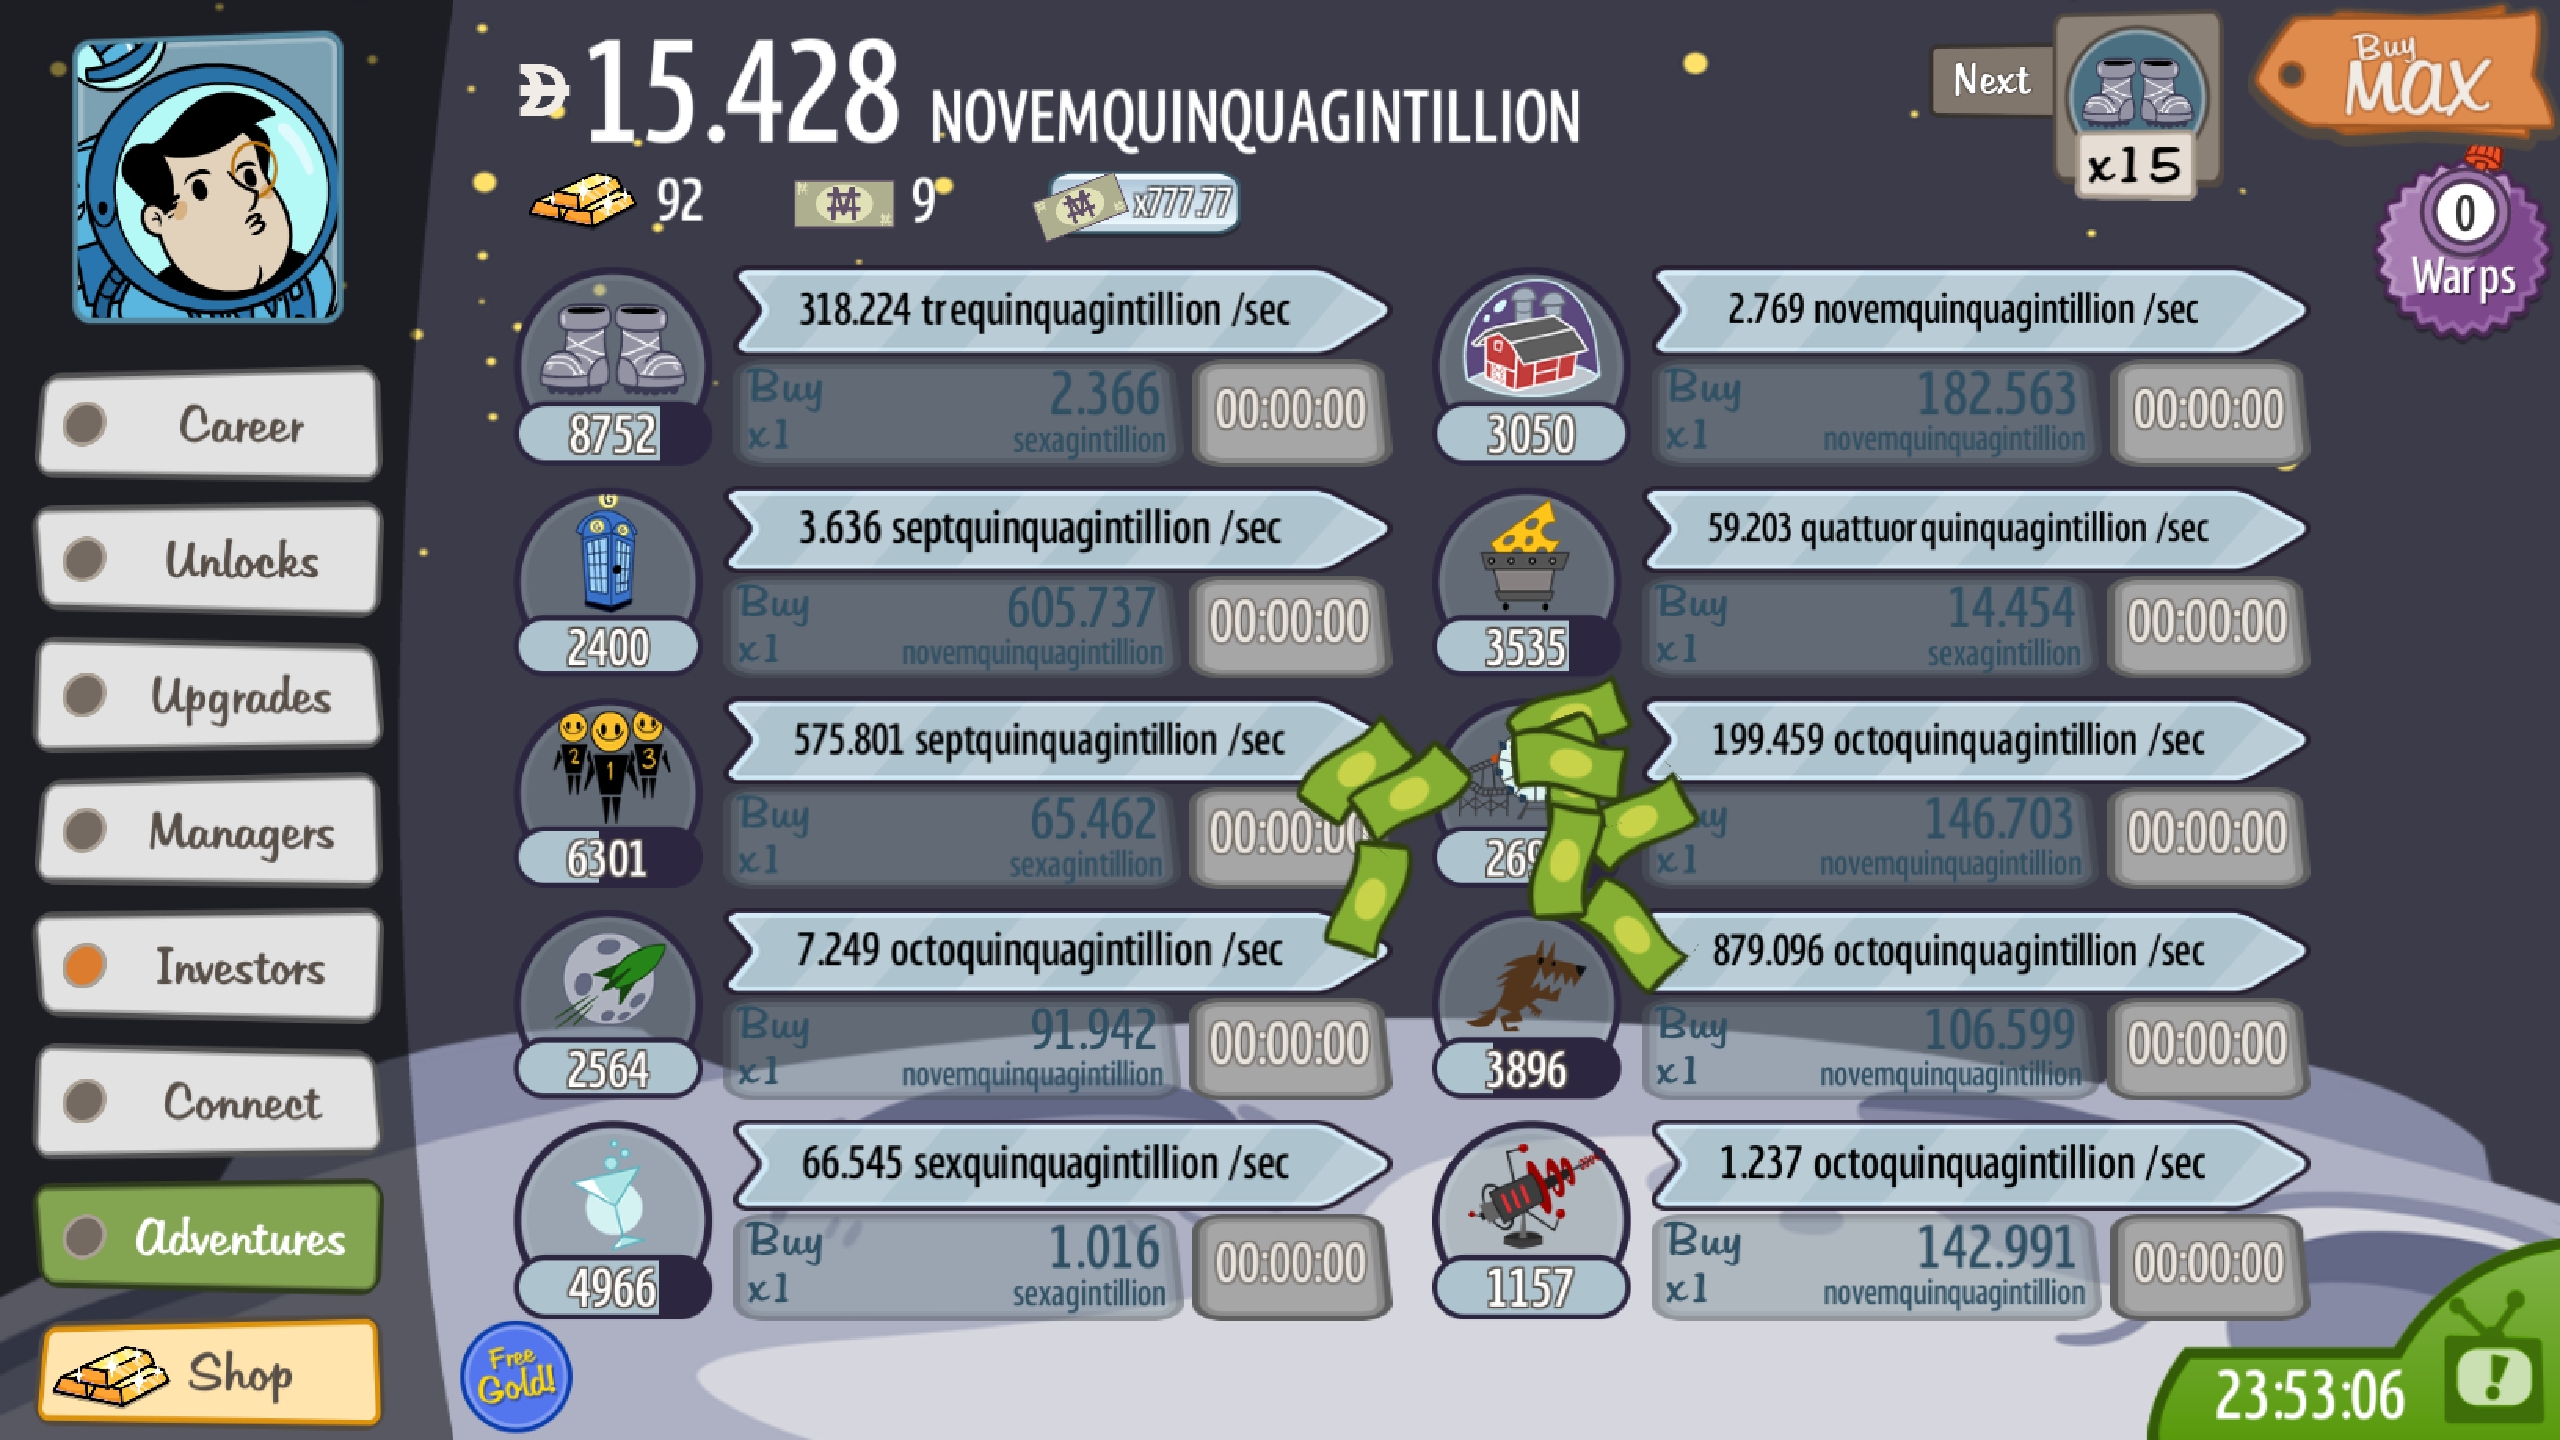 15.428 NOVEMQUINQUAGINTILLION
92
9
x777.77
Next
x15
Buy
MAX
0
Warps
Career
Unlocks
Upgrades
Managers
Investors
Connect
Adventures
Shop
318.224 trequinquagintillion /sec
Buy 2.366
x1 sexagintillion
00:00:00
8752
2.769 novemquinquagintillion /sec
Buy 182.563
x1 novemquinquagintillion
00:00:00
3050
3.636 septquinquagintillion /sec
Buy 605.737
x1 novemquinquagintillion
00:00:00
2400
59.203 quattuorquinquagintillion /sec
Buy 14.454
x1 sexagintillion
00:00:00
3535
2 1 3
575.801 septquinquagintillion /sec
Buy 65.462
x1 sexagintillion
6301
199.459 octoquinquagintillion /sec
146.703
x1 novemquinquagintillion
00:00:00
7.249 octoquinquagintillion /sec
Buy 91.942
x1 novemquinquagintillion
00:00:00
2564
879.096 octoquinquagintillion /sec
Buy 106.599
x1 novemquinquagintillion
00:00:00
3896
66.545 sexquinquagintillion /sec
Buy 1.016
x1 sexagintillion
00:00:00
4966
1.237 octoquinquagintillion /sec
Buy 142.991
x1 novemquinquagintillion
00:00:00
1157
Free
Gold!
23:53:06